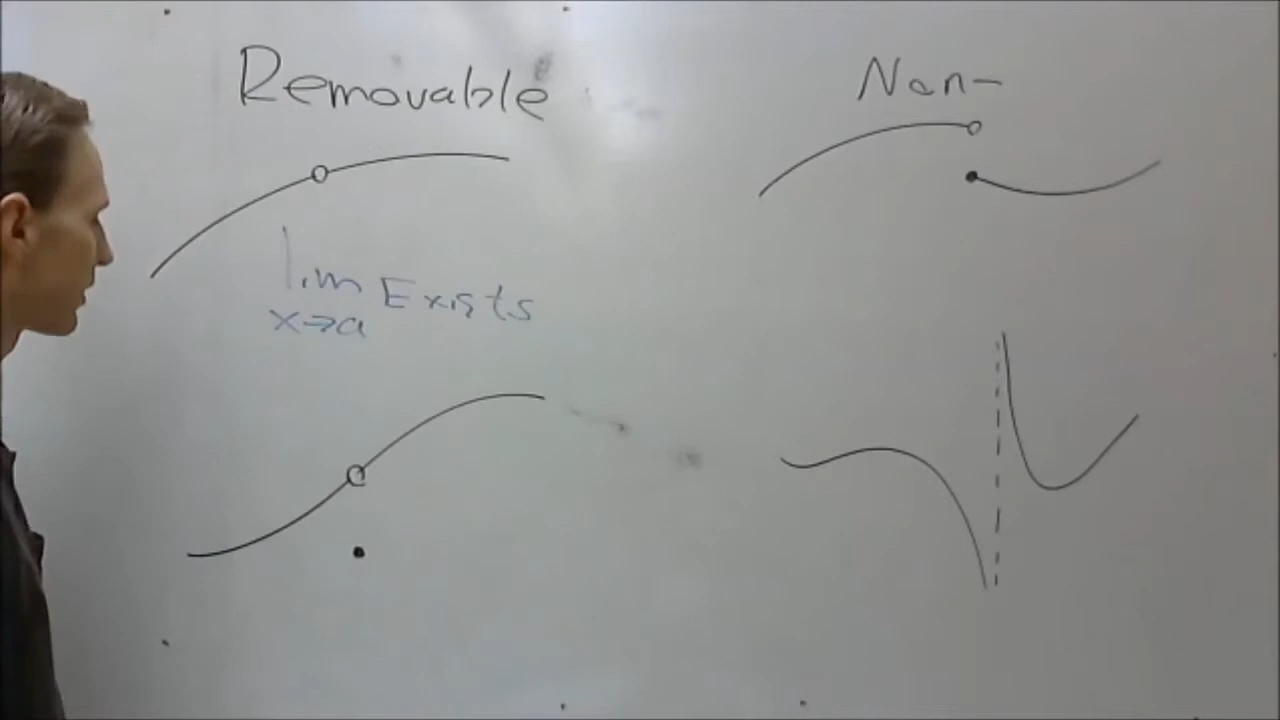 Removable
Non-
lim Exists
x→a